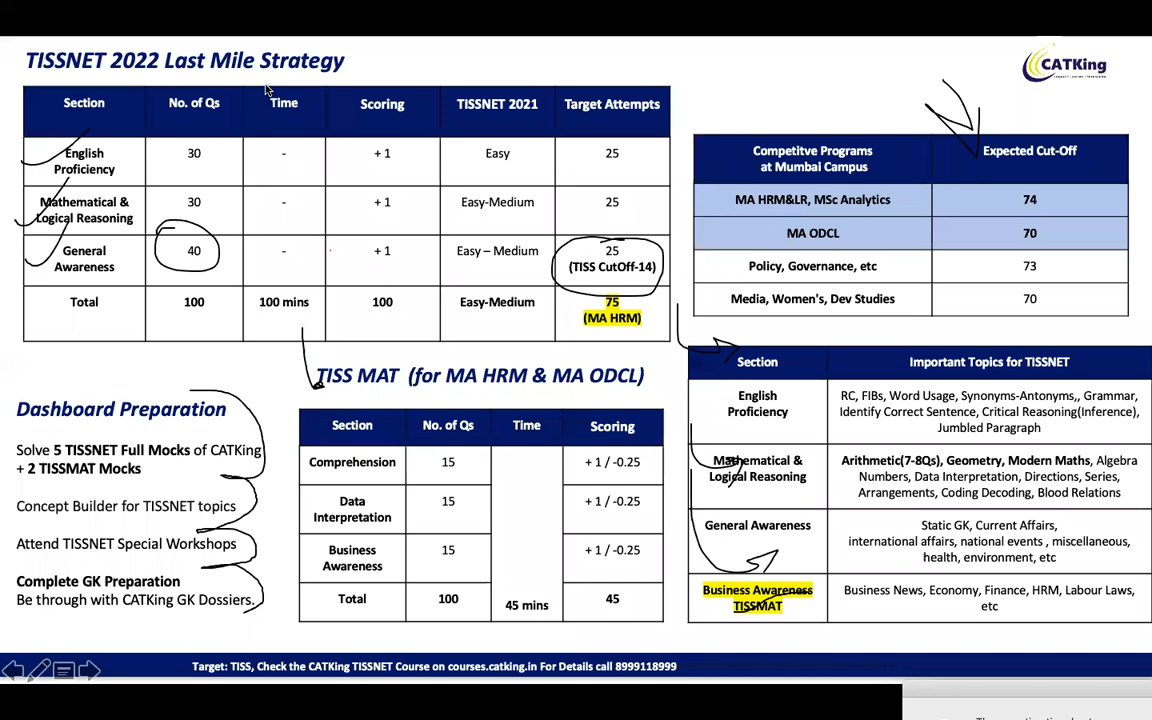 TISSNET 2022 Last Mile Strategy
CATKing
Section No. of Qs Time Scoring TISSNET 2021 Target Attempts
English Proficiency 30 - + 1 Easy 25
Mathematical & Logical Reasoning 30 - + 1 Easy-Medium 25
General Awareness 40 - + 1 Easy – Medium 25 (TISS CutOff-14)
Total 100 100 mins 100 Easy-Medium 75 (MA HRM)
Competitve Programs at Mumbai Campus Expected Cut-Off
MA HRM&LR, MSc Analytics 74
MA ODCL 70
Policy, Governance, etc 73
Media, Women's, Dev Studies 70
Dashboard Preparation
Solve 5 TISSNET Full Mocks of CATKing
+ 2 TISSMAT Mocks
Concept Builder for TISSNET topics
Attend TISSNET Special Workshops
Complete GK Preparation
Be through with CATKing GK Dossiers.
TISS MAT (for MA HRM & MA ODCL)
Section No. of Qs Time Scoring
Comprehension 15 + 1 / -0.25
Data Interpretation 15 + 1 / -0.25
Business Awareness 15 + 1 / -0.25
Total 100 45 mins 45
Section Important Topics for TISSNET
English Proficiency RC, FIBs, Word Usage, Synonyms-Antonyms,, Grammar,
Identify Correct Sentence, Critical Reasoning(Inference),
Jumbled Paragraph
Mathematical & Logical Reasoning Arithmetic(7-8Qs), Geometry, Modern Maths, Algebra
Numbers, Data Interpretation, Directions, Series,
Arrangements, Coding Decoding, Blood Relations
General Awareness Static GK, Current Affairs,
international affairs, national events , miscellaneous,
health, environment, etc
Business Awareness TISSMAT Business News, Economy, Finance, HRM, Labour Laws,
etc
Target: TISS, Check the CATKing TISSNET Course on courses.catking.in For Details call 8999118999